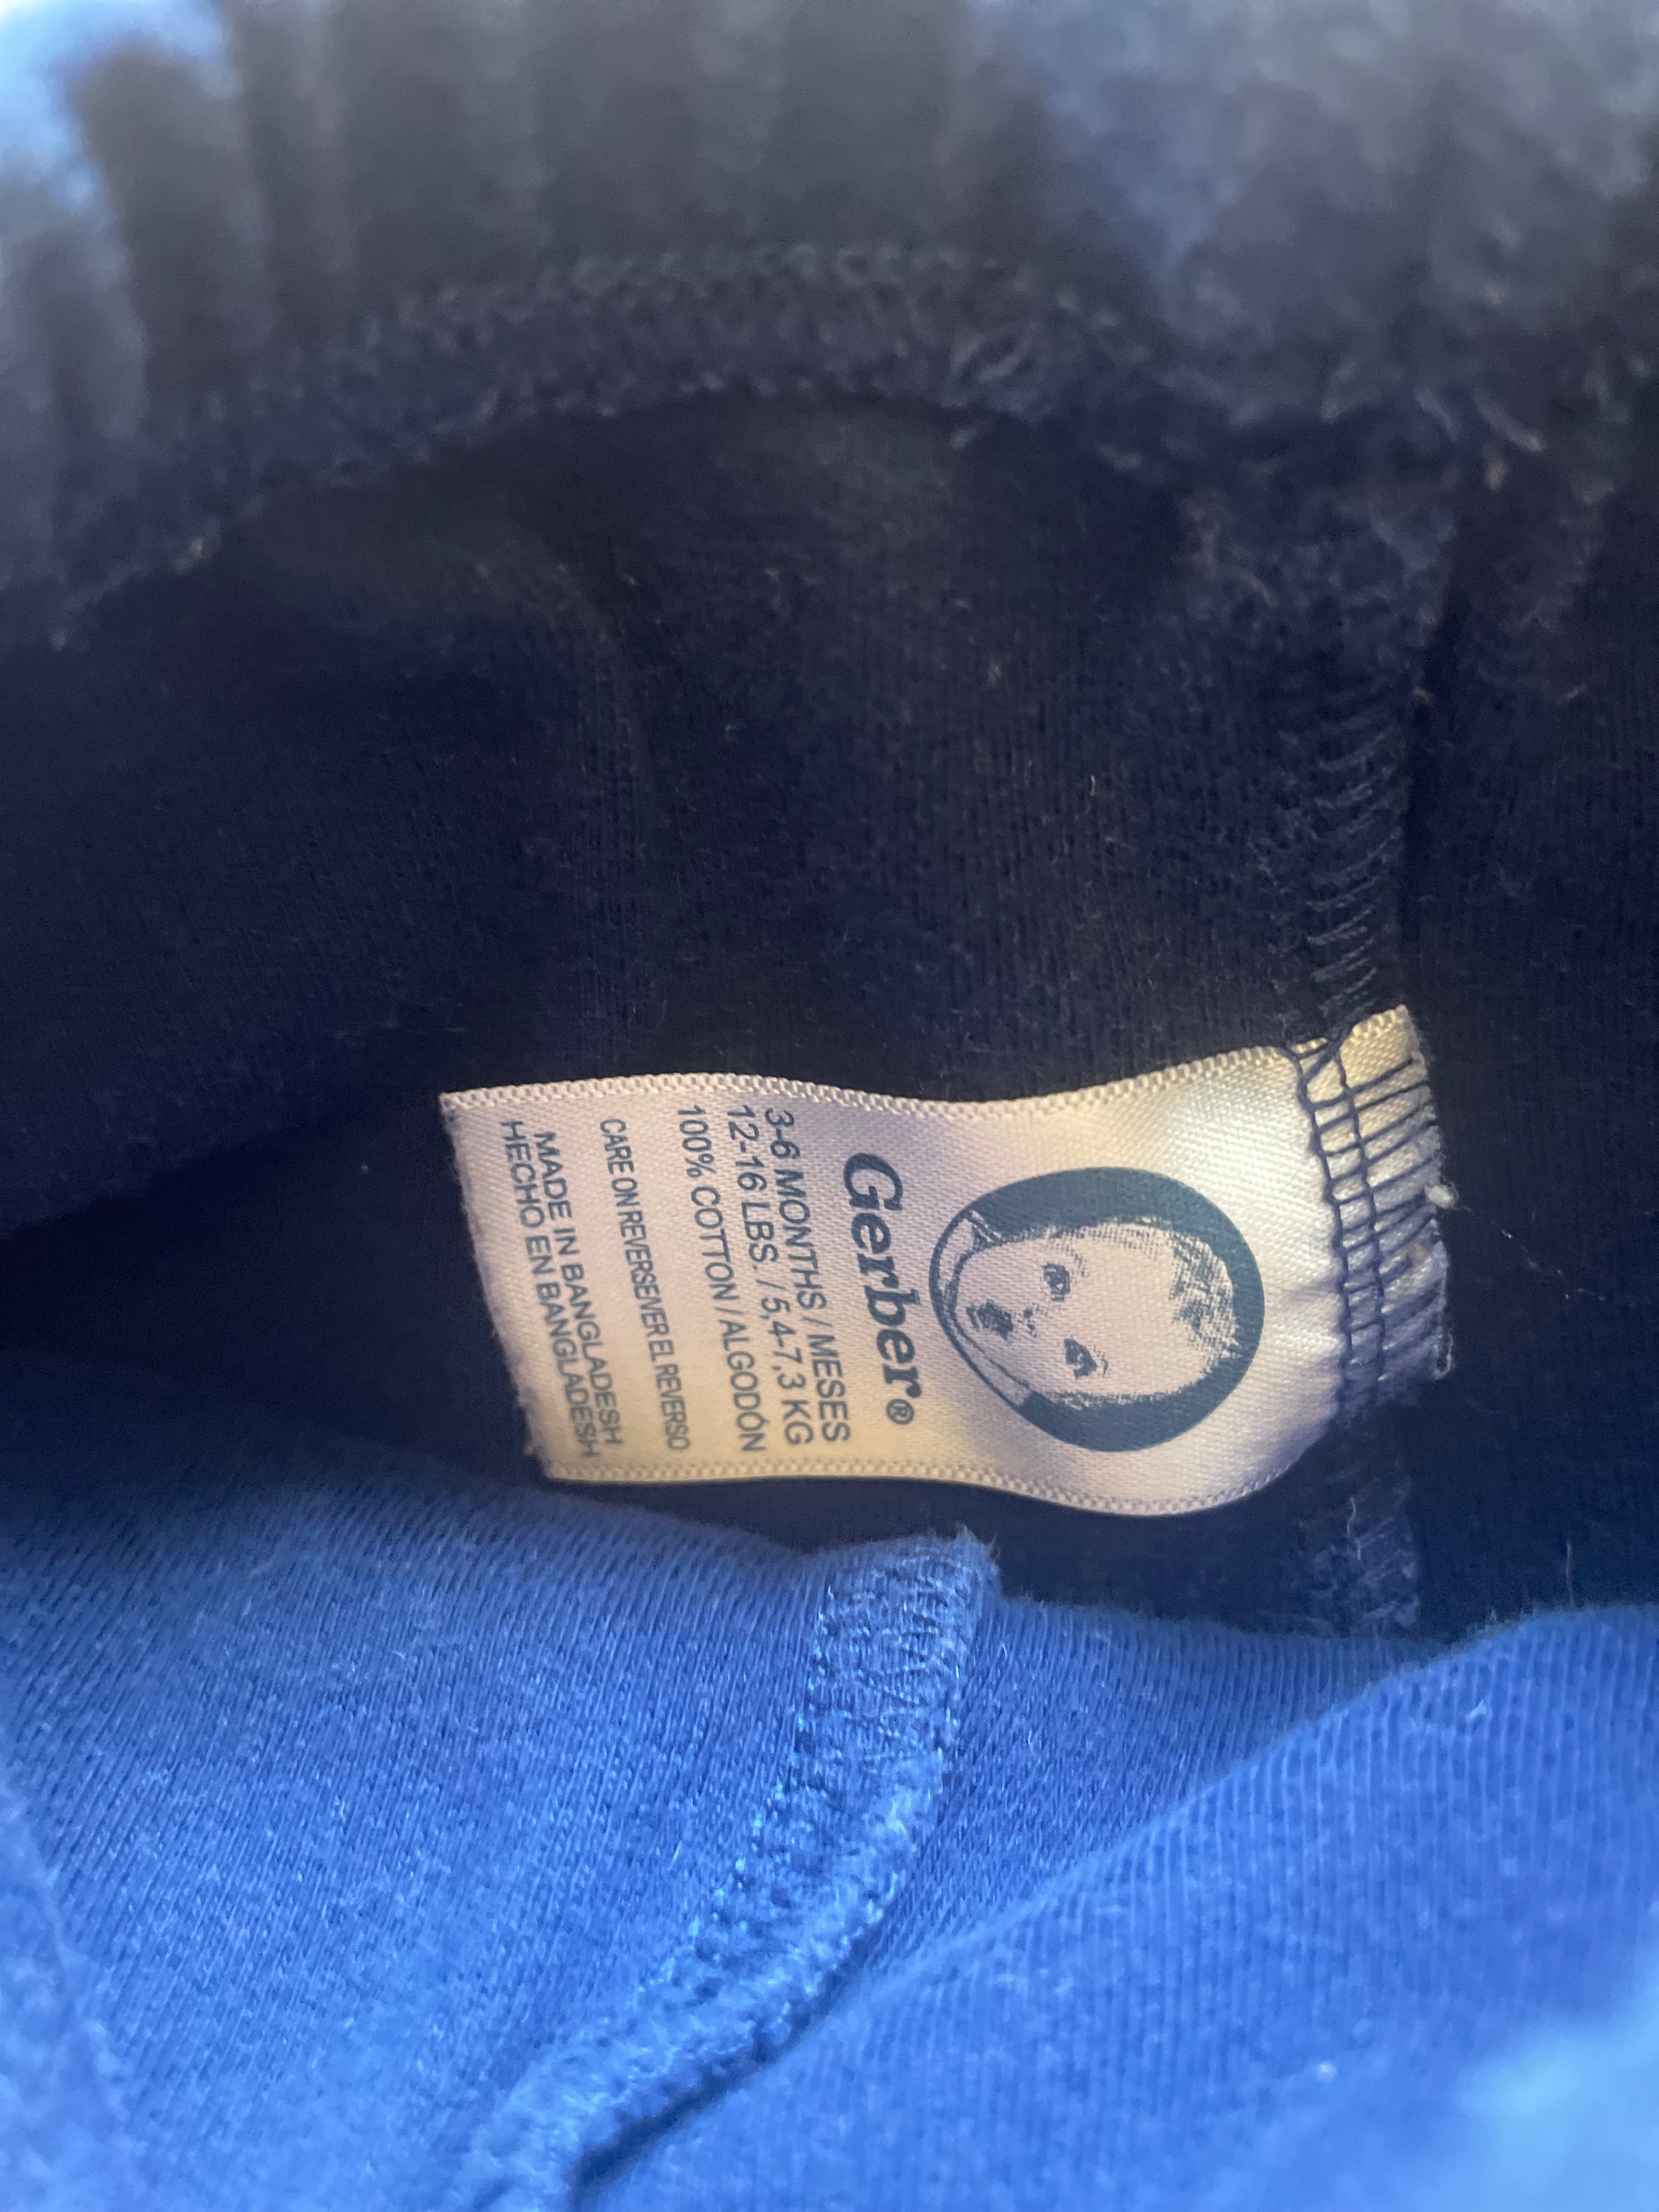 Gerber®
3-6 MONTHS / MESES
12-16 LBS. / 5,4-7,3 KG
100% COTTON / ALGODÓN
CARE ON REVERSE/VER EL REVERSO
MADE IN BANGLADESH
HECHO EN BANGLADESH